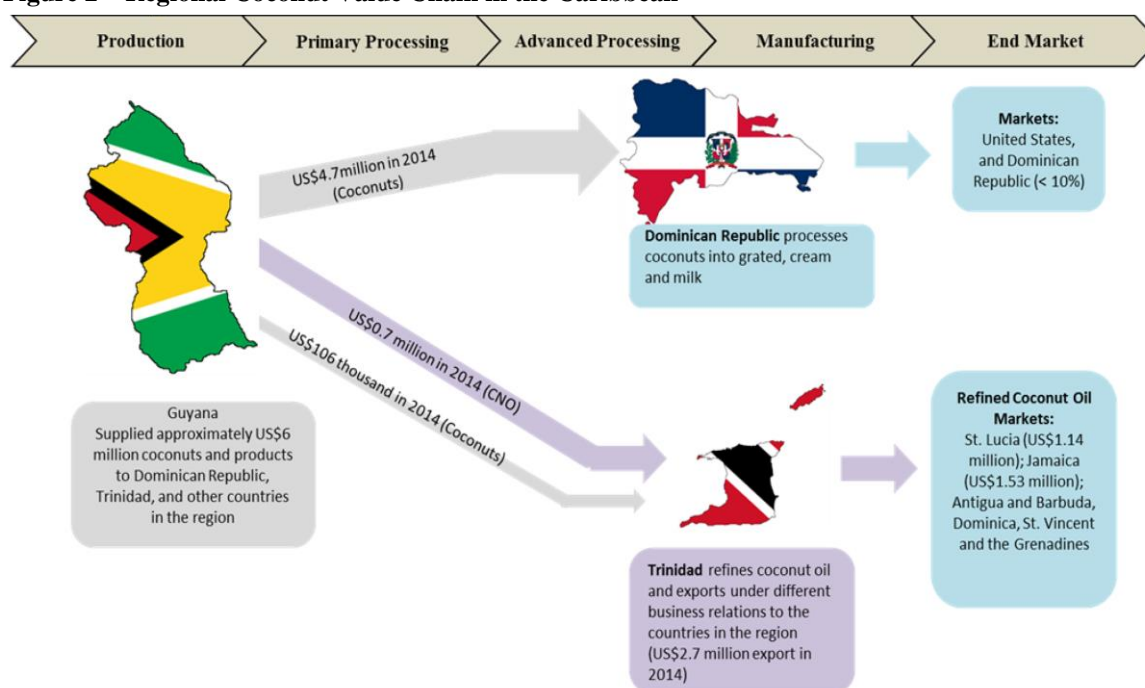 Figure 2 – Regional Coconut Value Chain in the Caribbean
Production
Primary Processing
Advanced Processing
Manufacturing
End Market
US$4.7million in 2014
(Coconuts)
Markets:
United States,
and Dominican
Republic (< 10%)
Dominican Republic processes
coconuts into grated, cream
and milk
US$0.7 million in 2014 (CNO)
US$106 thousand in 2014 (Coconuts)
Guyana
Supplied approximately US$6
million coconuts and products
to Dominican Republic,
Trinidad, and other countries
in the region
Refined Coconut Oil
Markets:
St. Lucia (US$1.14
million); Jamaica
(US$1.53 million);
Antigua and Barbuda,
Dominica, St. Vincent
and the Grenadines
Trinidad refines coconut oil
and exports under different
business relations to the
countries in the region
(US$2.7 million export in
2014)